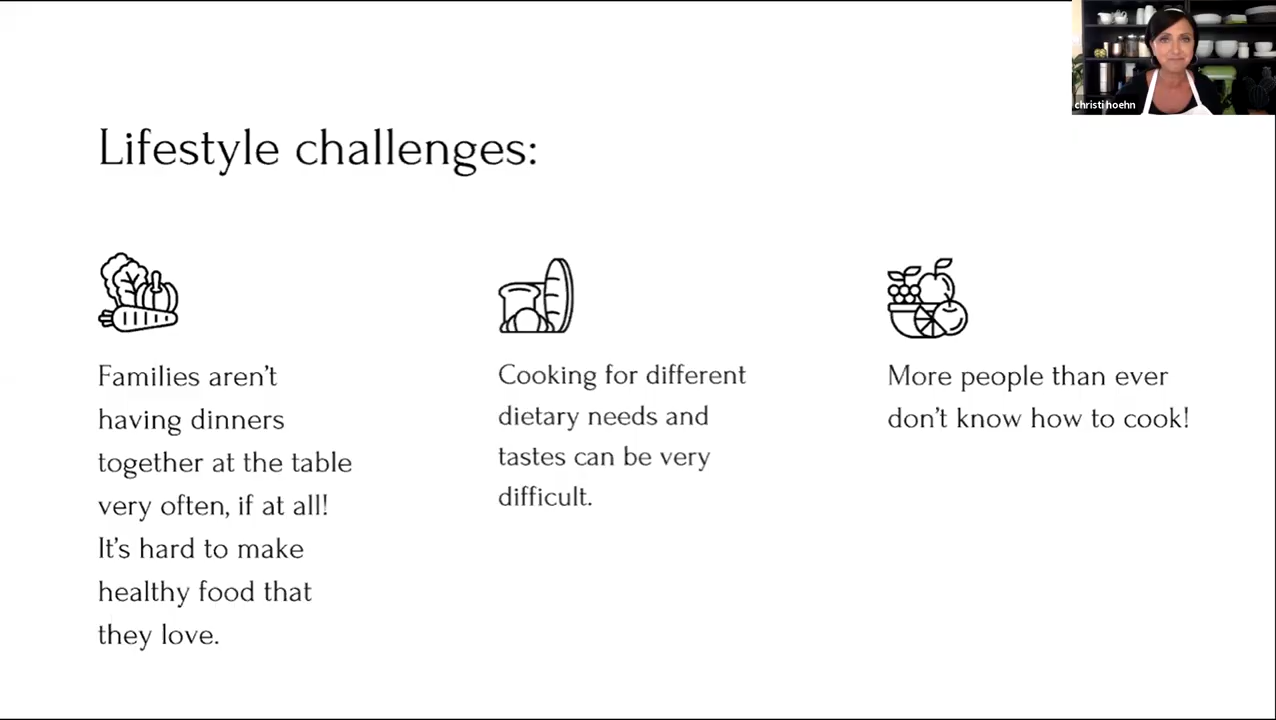 christi hoehn
Lifestyle challenges:
Families aren’t
having dinners
together at the table
very often, if at all!
It’s hard to make
healthy food that
they love.
Cooking for different
dietary needs and
tastes can be very
difficult.
More people than ever
don’t know how to cook!